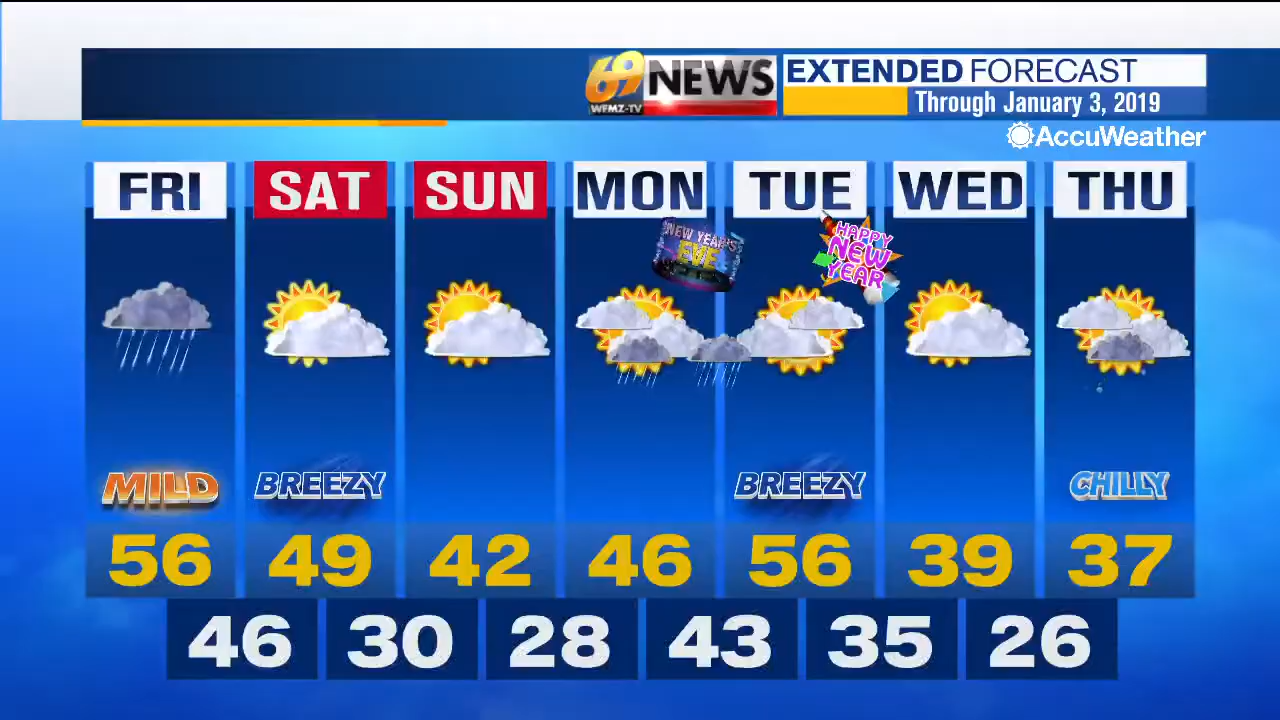 69 NEWS
WFMZ-TV
EXTENDED FORECAST
Through January 3, 2019
AccuWeather
FRI SAT SUN MON TUE WED THU
NEW YEAR'S
EVE
HAPPY
NEW
YEAR
MILD BREEZY BREEZY CHILLY
56 49 42 46 56 39 37
46 30 28 43 35 26